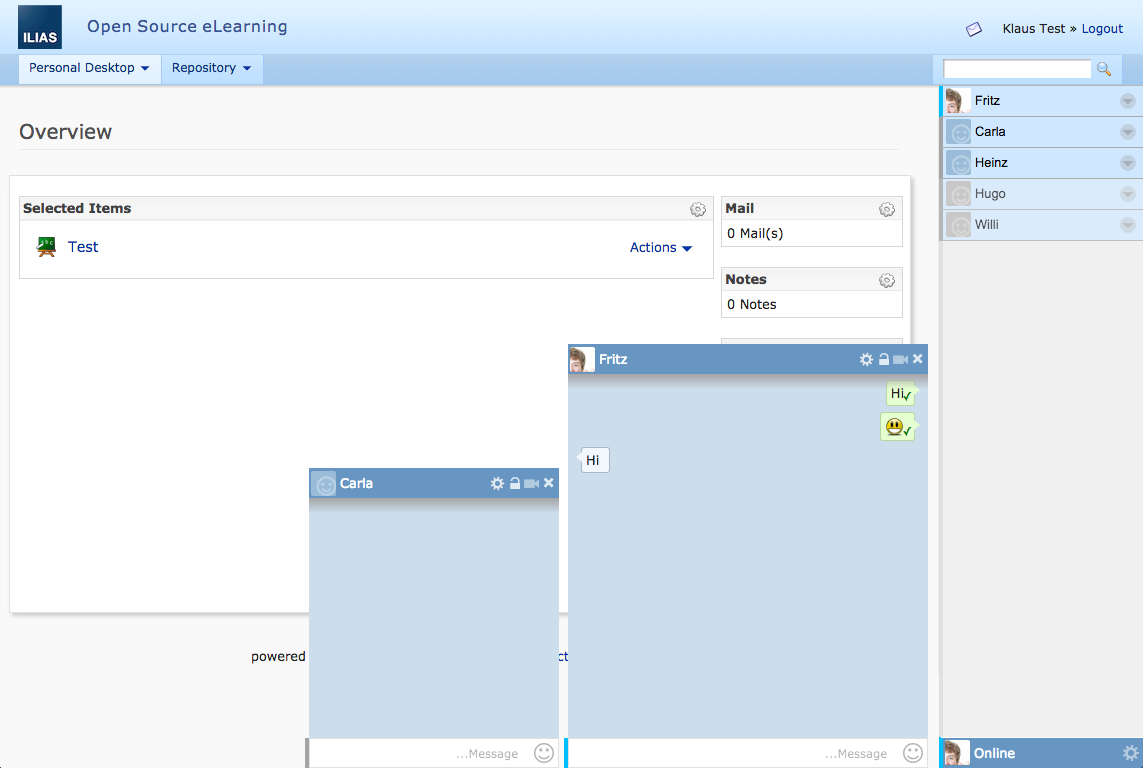 ILIAS
Open Source eLearning
Klaus Test » Logout
Personal Desktop
Repository
Fritz
Carla
Heinz
Hugo
Willi
Overview
Selected Items
Test
Actions
Mail
0 Mail(s)
Notes
0 Notes
Fritz
Hi
Hi
Carla
powered
ct
...Message
...Message
Online